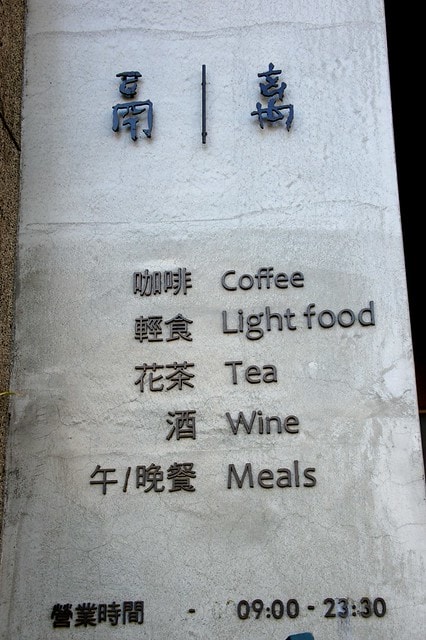 咖啡 Coffee
輕食 Light food
花茶 Tea
酒 Wine
午/晚餐 Meals
營業時間 - 09:00 - 23:30